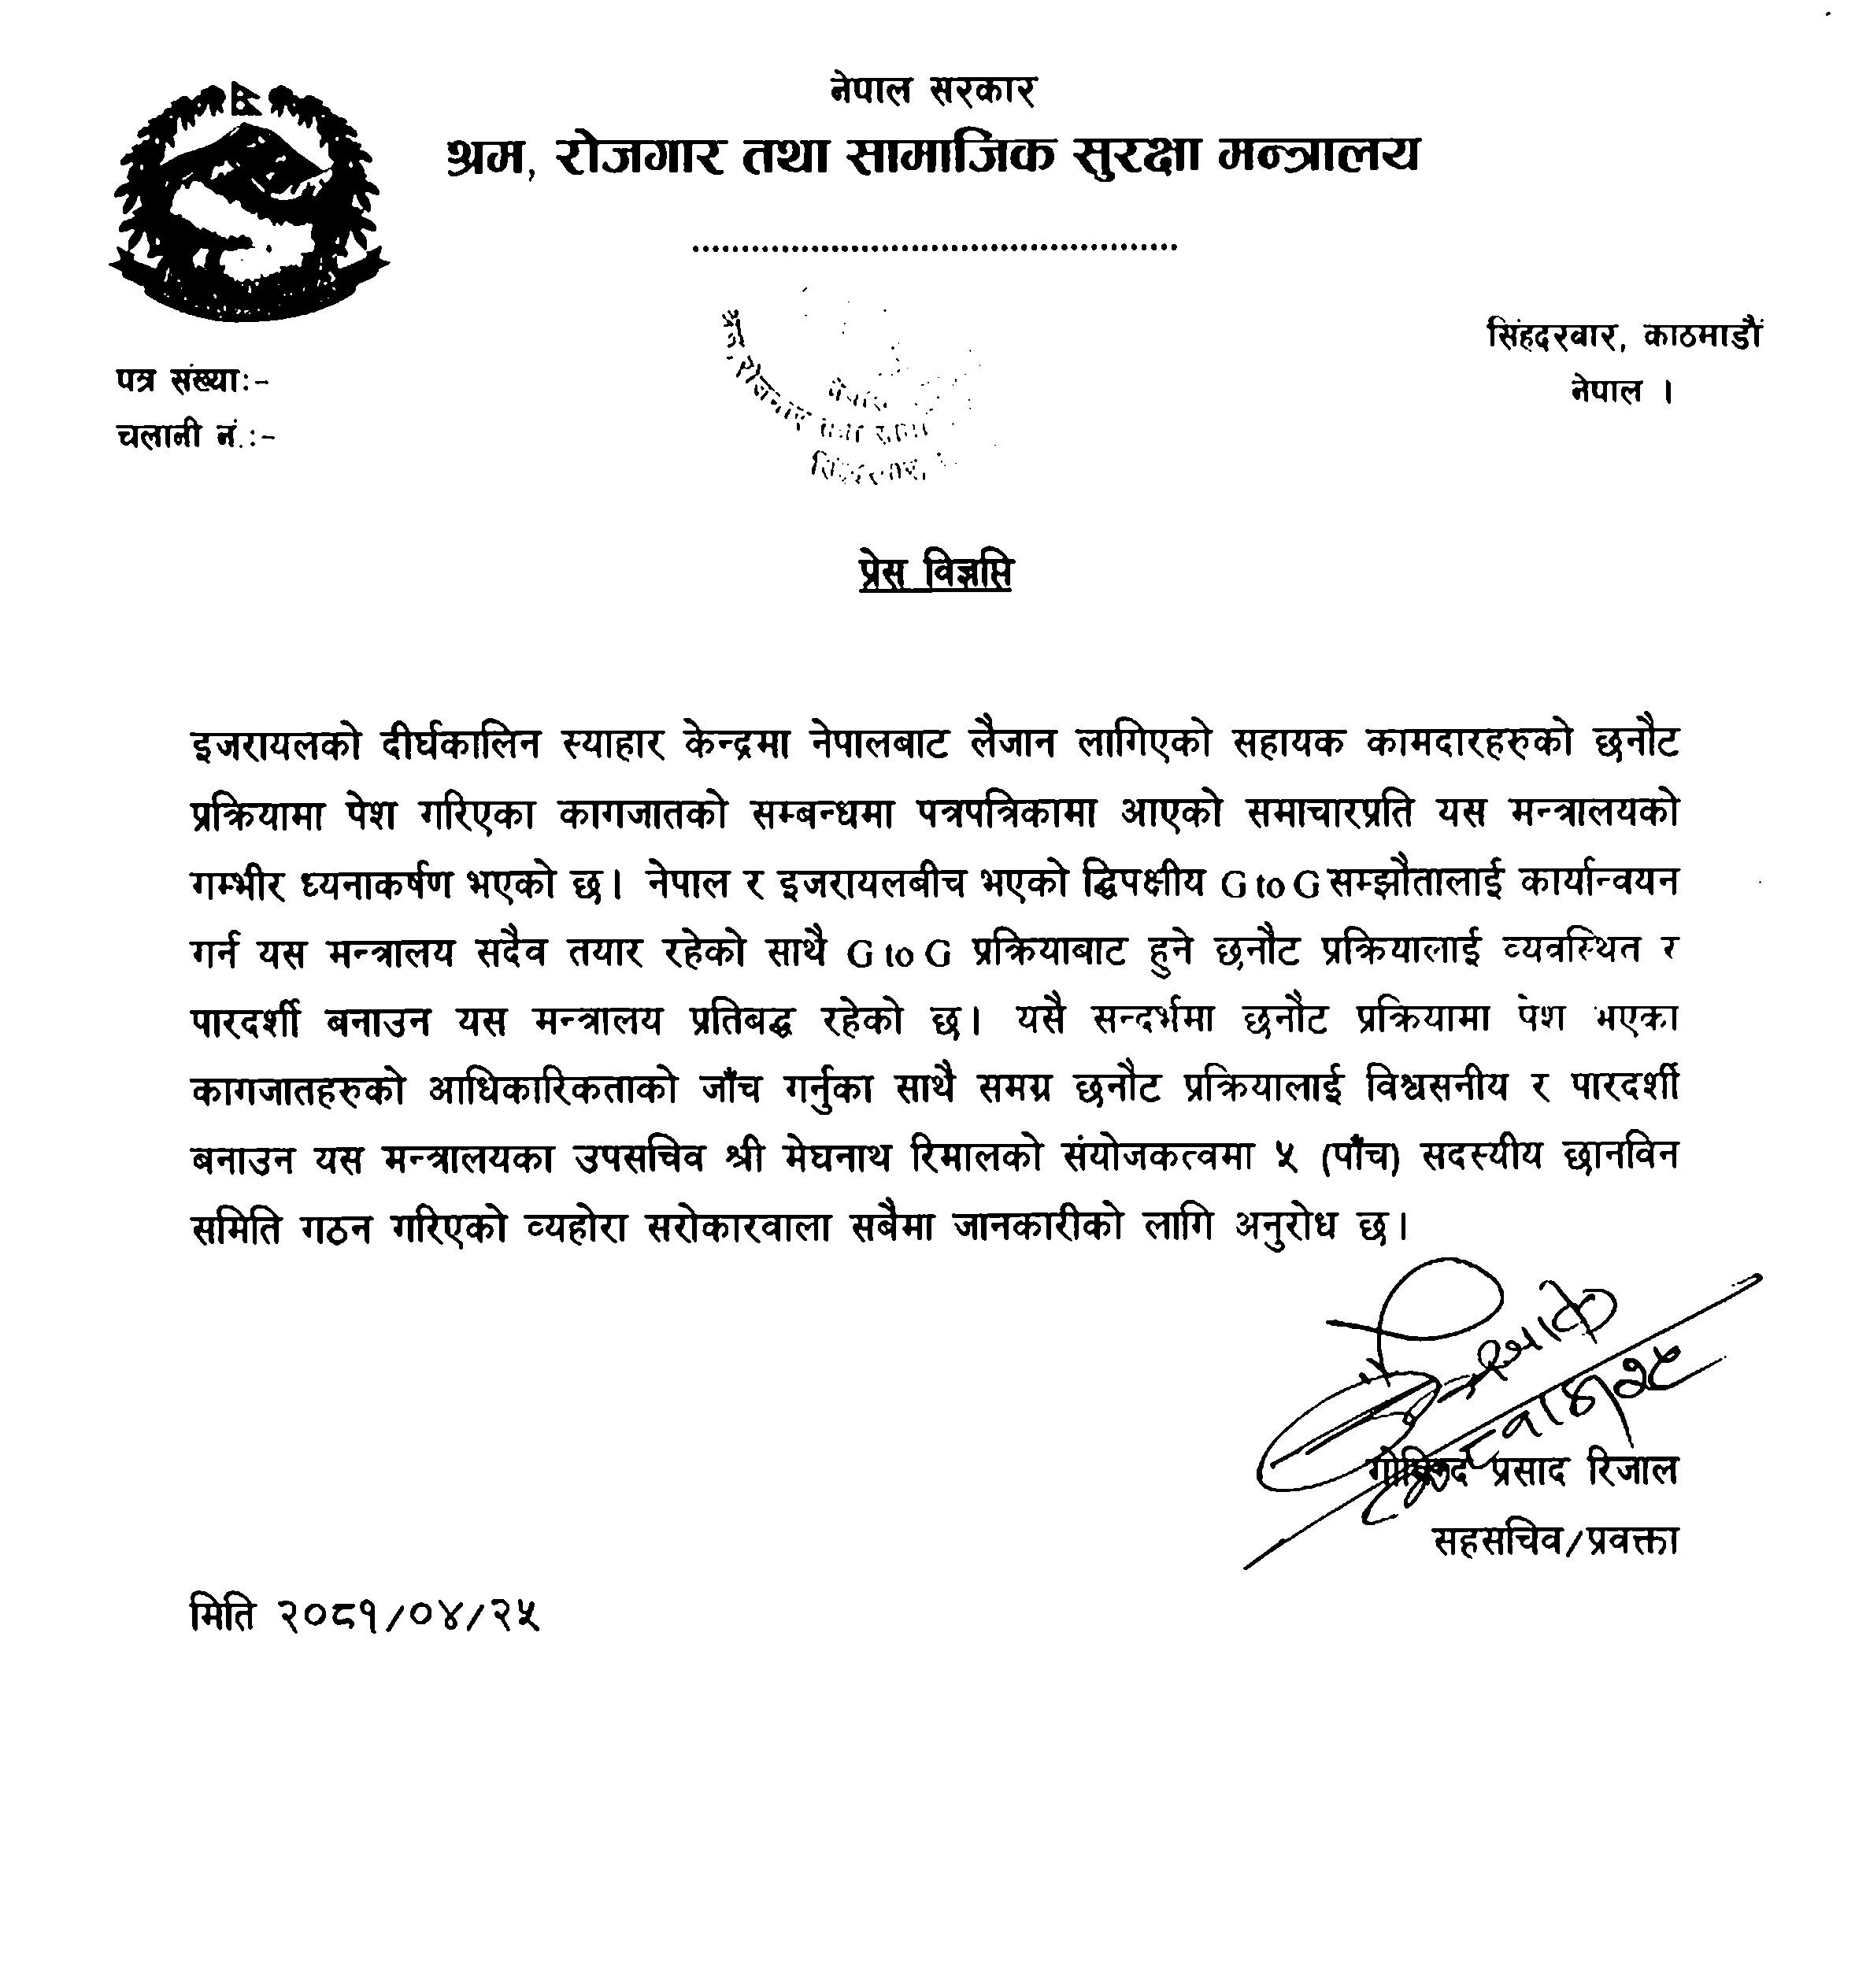 नेपाल सरकार
श्रम, रोजगार तथा सामाजिक सुरक्षा मन्त्रालय
सिंहदरबार, काठमाडौं
नेपाल ।
पत्र संख्याः-
चलानी नं.:-
श्रम, रोजगार तथा
नेपाल
सिंहदरबार,
प्रेस विज्ञप्ति
इजरायलको दीर्घकालिन स्याहार केन्द्रमा नेपालबाट लैजान लागिएको सहायक कामदारहरुको छनौट
प्रक्रियामा पेश गरिएका कागजातको सम्बन्धमा पत्रपत्रिकामा आएको समाचारप्रति यस मन्त्रालयको
गम्भीर ध्यनाकर्षण भएको छ। नेपाल र इजरायलबीच भएको द्धिपक्षीय G to G सम्झौतालाई कार्यान्वयन
गर्न यस मन्त्रालय सदैव तयार रहेको साथै G to G प्रक्रियाबाट हुने छनौट प्रक्रियालाई व्यवस्थित र
पारदर्शी बनाउन यस मन्त्रालय प्रतिबद्ध रहेको छ। यसै सन्दर्भमा छनौट प्रक्रियामा पेश भएका
कागजातहरुको आधिकारिकताको जाँच गर्नुका साथै समग्र छनौट प्रक्रियालाई विश्वसनीय र पारदर्शी
बनाउन यस मन्त्रालयका उपसचिव श्री मेघनाथ रिमालको संयोजकत्वमा ५ (पाँच) सदस्यीय छानविन
समिति गठन गरिएको व्यहोरा सरोकारवाला सबैमा जानकारीको लागि अनुरोध छ।
गोविन्द प्रसाद रिजाल
सहसचिव/प्रवक्ता
मिति २०८१/०४/२५